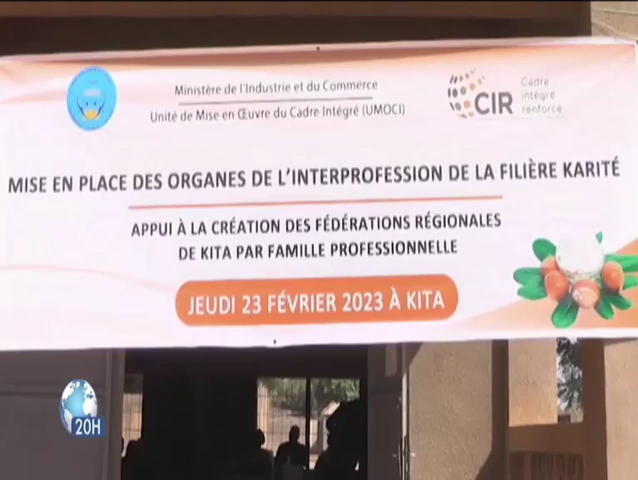 Ministère de l'Industrie et du Commerce
Unité de Mise en Œuvre du Cadre Intégré (UMOCI)
CIR
Cadre
intégré
renforcé
MISE EN PLACE DES ORGANES DE L'INTERPROFESSION DE LA FILIÈRE KARITÉ
APPUI À LA CRÉATION DES FÉDÉRATIONS RÉGIONALES
DE KITA PAR FAMILLE PROFESSIONNELLE
JEUDI 23 FÉVRIER 2023 À KITA
20H